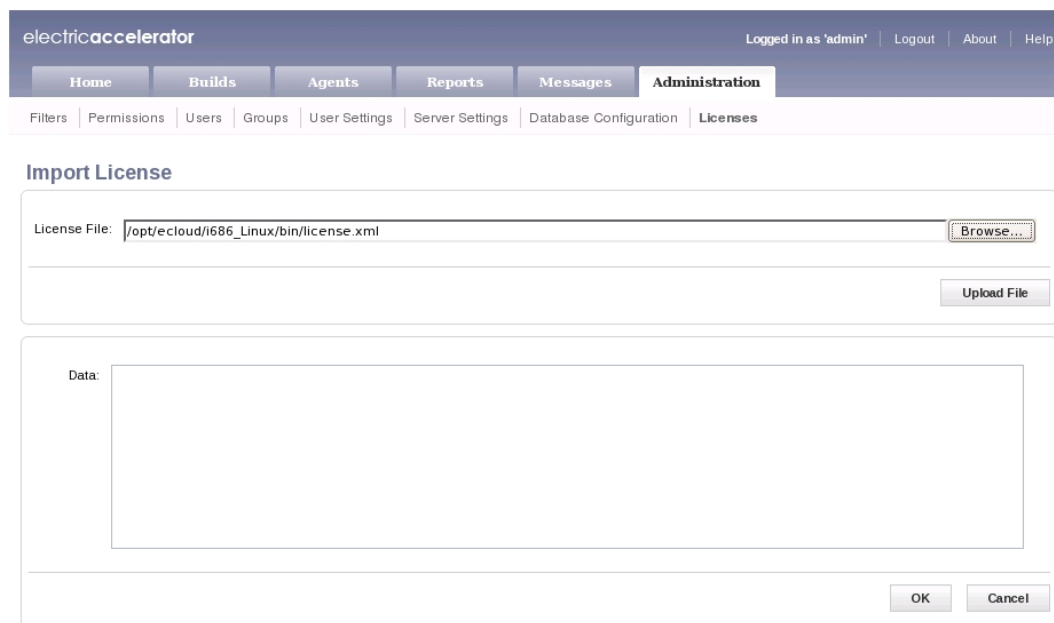 electricaccelerator
Logged in as 'admin' | Logout | About | Help
Home Builds Agents Reports Messages Administration
Filters | Permissions | Users | Groups | User Settings | Server Settings | Database Configuration | Licenses
Import License
License File: /opt/ecloud/i686_Linux/bin/license.xml Browse...
Upload File
Data:
OK Cancel